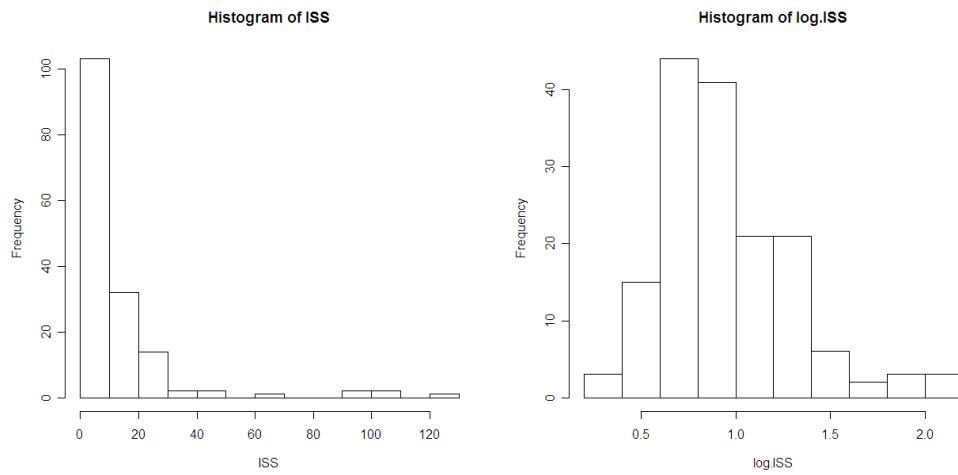 Histogram of ISS
Frequency
0
20
40
60
80
100
0 20 40 60 80 100 120
ISS
Histogram of log.ISS
Frequency
0
10
20
30
40
0.5 1.0 1.5 2.0
log.ISS